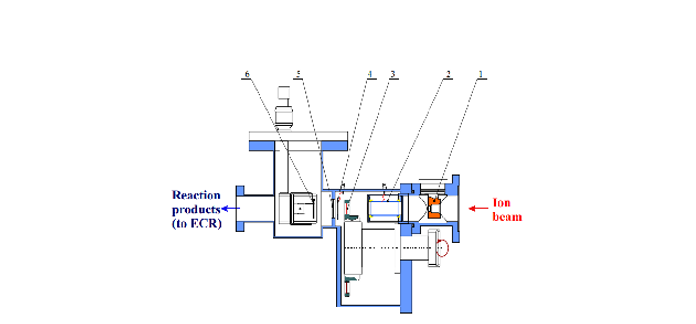 6 5 4 3 2 1
Reaction
products
(to ECR)
Ion
beam